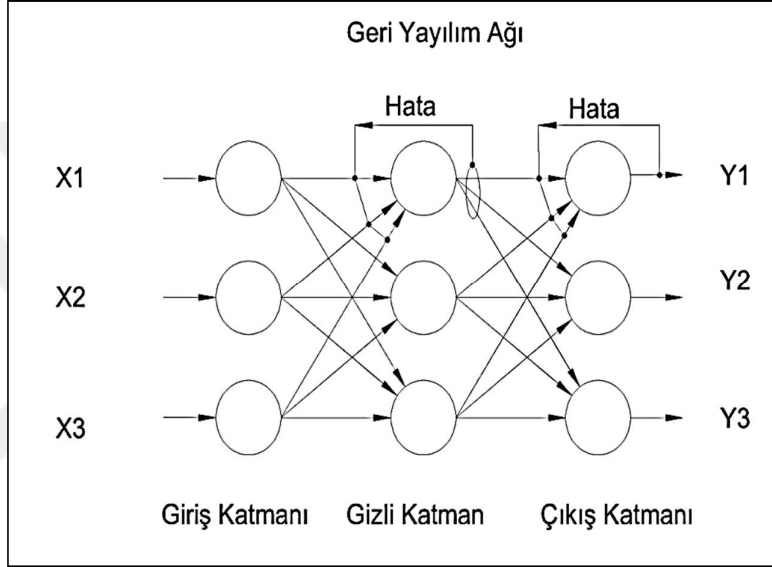 Geri Yayılım Ağı
Hata
Hata
X1
Y1
X2
Y2
X3
Y3
Giriş Katmanı
Gizli Katman
Çıkış Katmanı